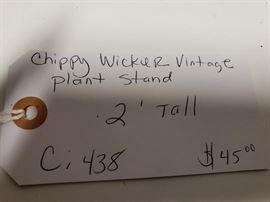 Chippy Wicker Vintage
plant stand
2' Tall
C; 438 $45.00